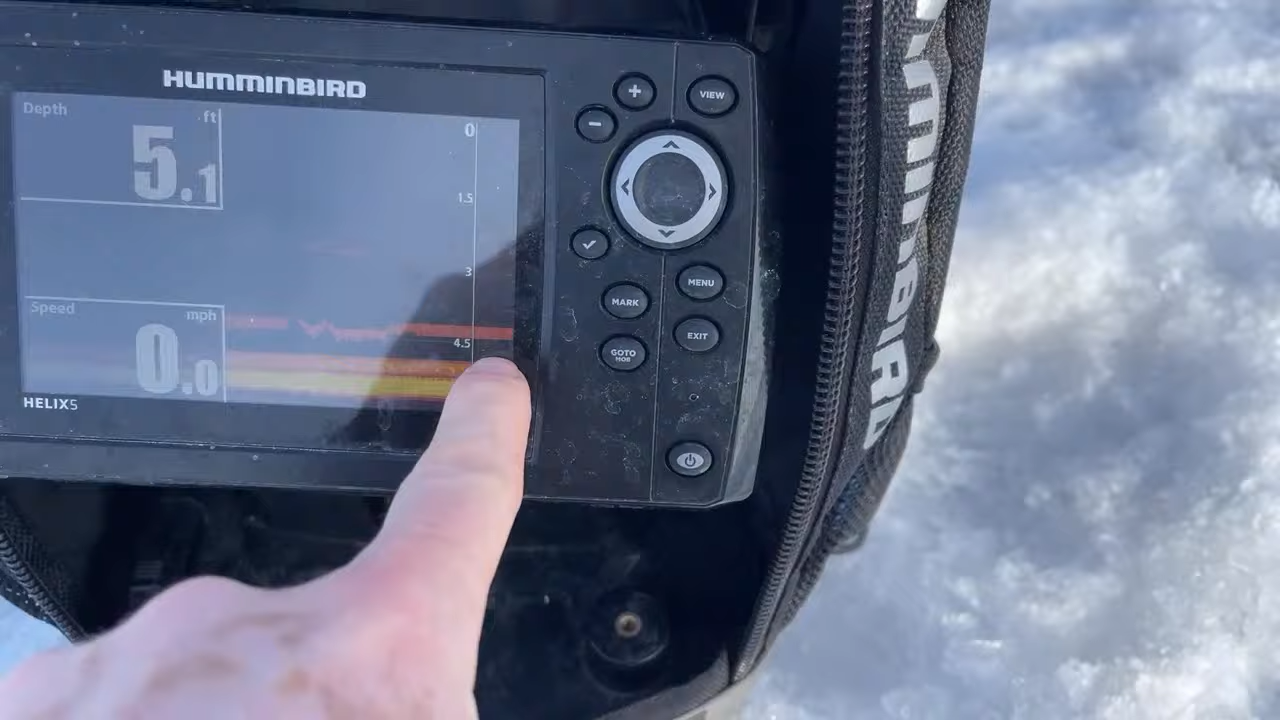 HUMMINBIRD
Depth
ft
5.1
0
1.5
3
4.5
Speed
mph
0.0
HELIX5
+
VIEW
-
MARK
MENU
GOTO
MOB
EXIT
HUMMINBIRD